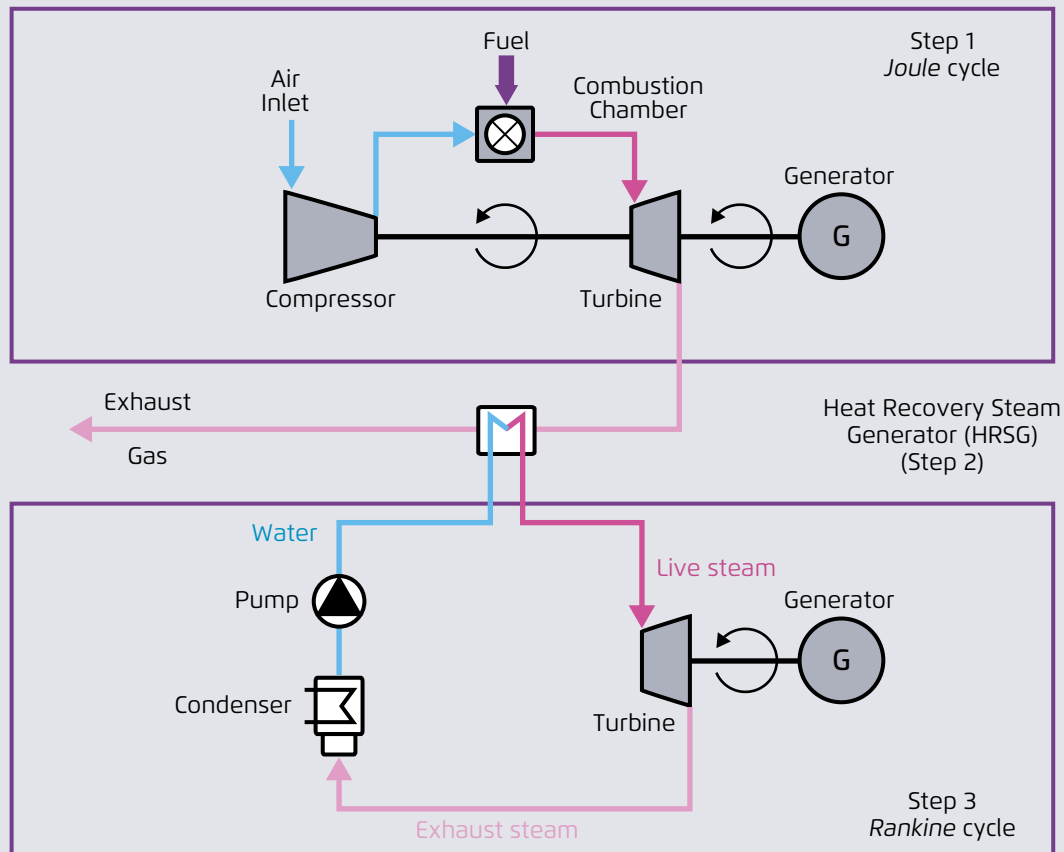 Step 1
Joule cycle
Fuel
Air
Inlet
Combustion
Chamber
Generator
G
Compressor
Turbine
Exhaust
Gas
Heat Recovery Steam
Generator (HRSG)
(Step 2)
Water
Live steam
Pump
Generator
G
Condenser
Turbine
Exhaust steam
Step 3
Rankine cycle